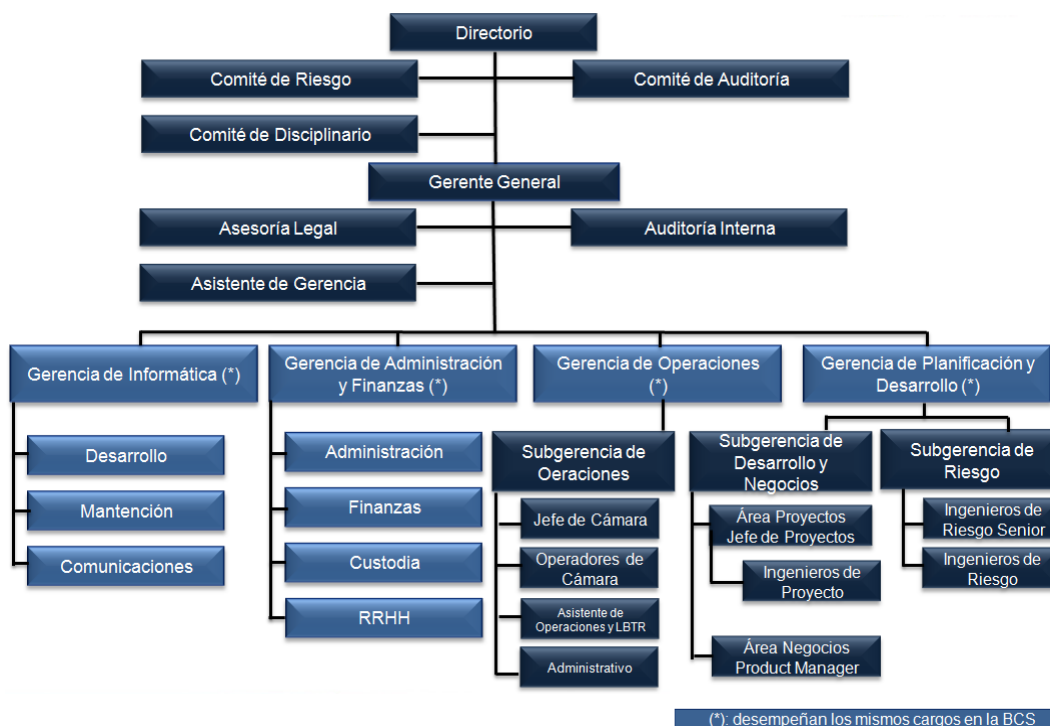 Directorio
Comité de Riesgo
Comité de Auditoría
Comité de Disciplinario
Gerente General
Asesoría Legal
Auditoría Interna
Asistente de Gerencia
Gerencia de Informática (*)
Gerencia de Administración
y Finanzas (*)
Gerencia de Operaciones
(*)
Gerencia de Planificación y
Desarrollo (*)
Desarrollo
Mantención
Comunicaciones
Administración
Finanzas
Custodia
RRHH
Subgerencia de
Oeraciones
Jefe de Cámara
Operadores de
Cámara
Asistente de
Operaciones y LBTR
Administrativo
Subgerencia de
Desarrollo y
Negocios
Área Proyectos
Jefe de Proyectos
Ingenieros de
Proyecto
Área Negocios
Product Manager
Subgerencia de
Riesgo
Ingenieros de
Riesgo Senior
Ingenieros de
Riesgo
(*): desempeñan los mismos cargos en la BCS